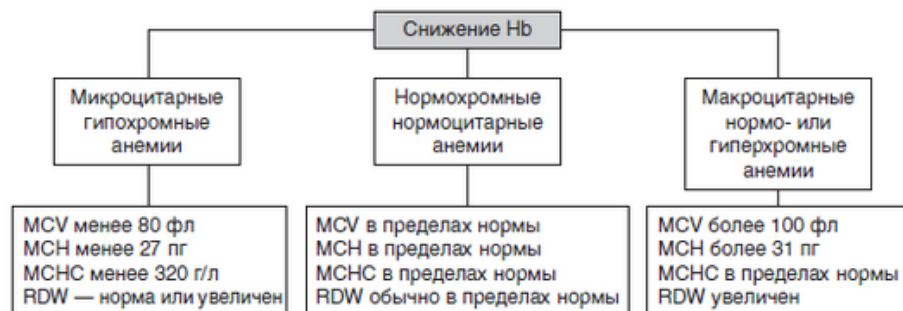 Снижение Hb
Микроцитарные
гипохромные
анемии
Нормохромные
нормоцитарные
анемии
Макроцитарные
нормо- или
гиперхромные
анемии
MCV менее 80 фл
MCH менее 27 пг
MCHC менее 320 г/л
RDW — норма или увеличен
MCV в пределах нормы
MCH в пределах нормы
MCHC в пределах нормы
RDW обычно в пределах нормы
MCV более 100 фл
MCH более 31 пг
MCHC в пределах нормы
RDW увеличен